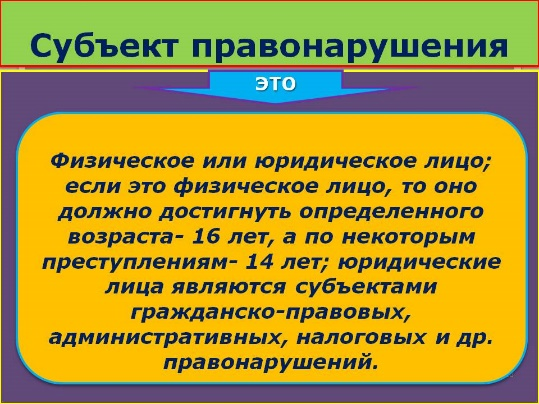 Субъект правонарушения
ЭТО
Физическое или юридическое лицо;
если это физическое лицо, то оно
должно достигнуть определенного
возраста- 16 лет, а по некоторым
преступлениям- 14 лет; юридические
лица являются субъектами
гражданско-правовых,
административных, налоговых и др.
правонарушений.